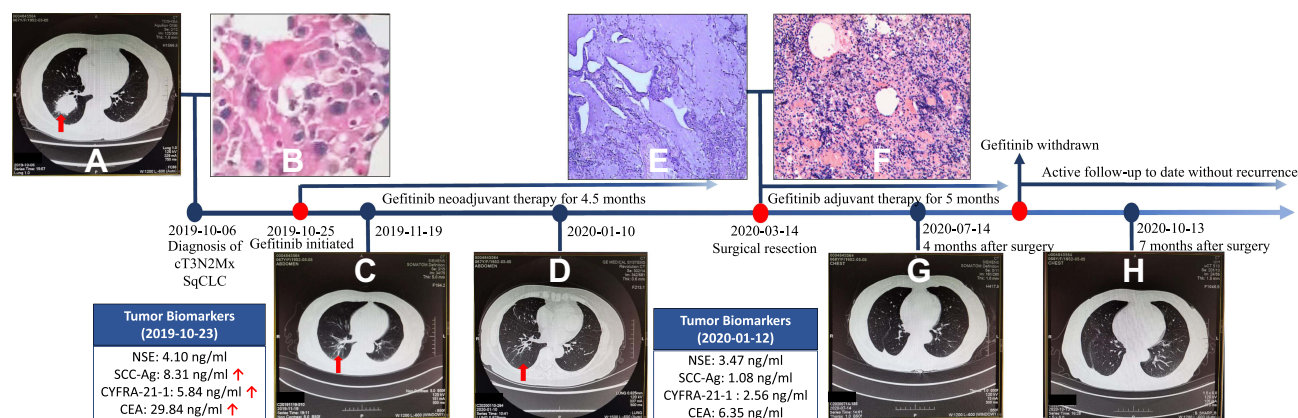 A
B
E
F
Gefitinib withdrawn
Active follow-up to date without recurrence
Gefitinib neoadjuvant therapy for 4.5 months
Gefitinib adjuvant therapy for 5 months
2019-10-06
Diagnosis of
cT3N2Mx
SqCLC
2019-10-25
Gefitinib initiated
2019-11-19
2020-01-10
2020-03-14
Surgical resection
2020-07-14
4 months after surgery
2020-10-13
7 months after surgery
C
D
G
H
ABDOMEN
CHEST
CHEST
Tumor Biomarkers
(2019-10-23)
NSE: 4.10 ng/ml
SCC-Ag: 8.31 ng/ml ↑
CYFRA-21-1: 5.84 ng/ml ↑
CEA: 29.84 ng/ml ↑
Tumor Biomarkers
(2020-01-12)
NSE: 3.47 ng/ml
SCC-Ag: 1.08 ng/ml
CYFRA-21-1 : 2.56 ng/ml
CEA: 6.35 ng/ml